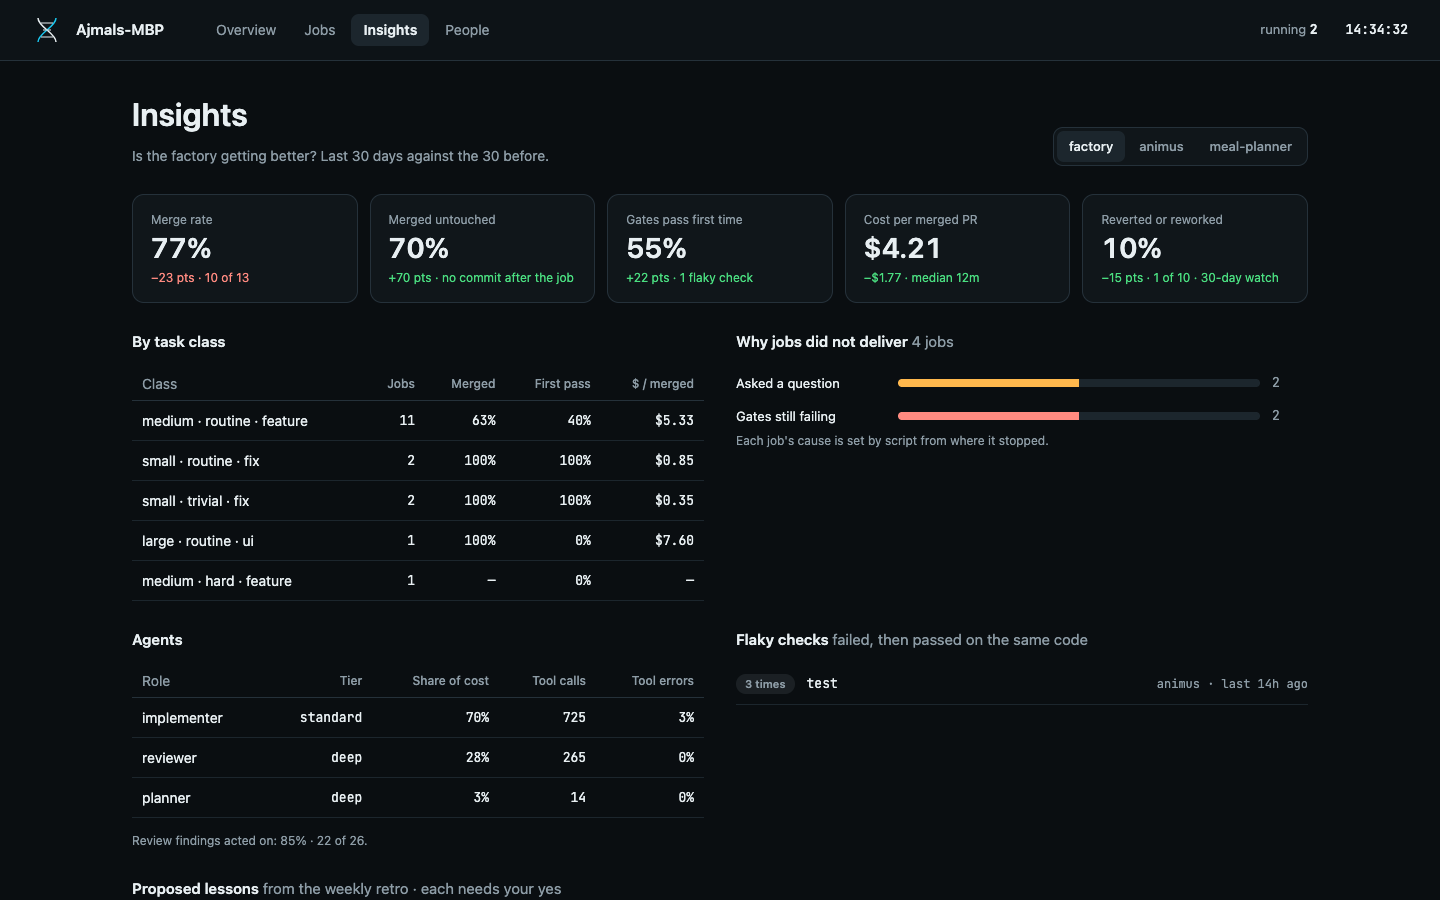 Ajmals-MBP Overview Jobs Insights People running 2 14:34:32
Insights
Is the factory getting better? Last 30 days against the 30 before.
factory animus meal-planner
Merge rate
77%
−23 pts · 10 of 13
Merged untouched
70%
+70 pts · no commit after the job
Gates pass first time
55%
+22 pts · 1 flaky check
Cost per merged PR
$4.21
−$1.77 · median 12m
Reverted or reworked
10%
−15 pts · 1 of 10 · 30-day watch
By task class
Class Jobs Merged First pass $ / merged
medium · routine · feature 11 63% 40% $5.33
small · routine · fix 2 100% 100% $0.85
small · trivial · fix 2 100% 100% $0.35
large · routine · ui 1 100% 0% $7.60
medium · hard · feature 1 — 0% —
Why jobs did not deliver 4 jobs
Asked a question 2
Gates still failing 2
Each job's cause is set by script from where it stopped.
Agents
Role Tier Share of cost Tool calls Tool errors
implementer standard 70% 725 3%
reviewer deep 28% 265 0%
planner deep 3% 14 0%
Review findings acted on: 85% · 22 of 26.
Flaky checks failed, then passed on the same code
3 times test animus · last 14h ago
Proposed lessons from the weekly retro · each needs your yes